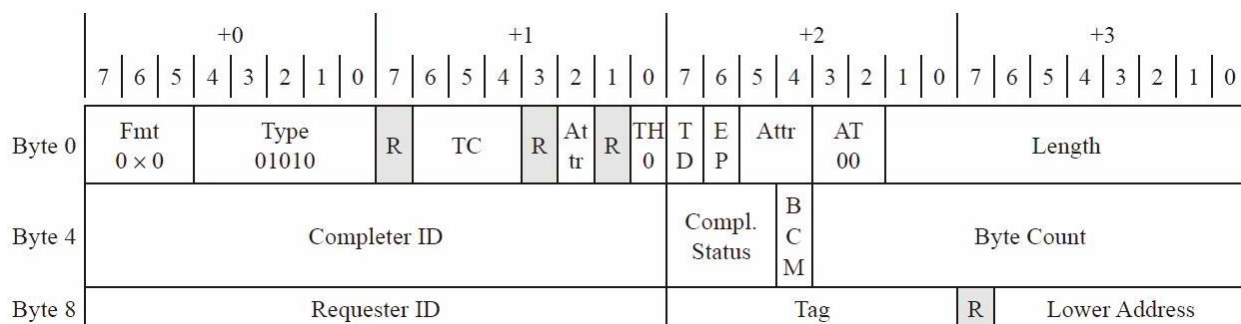 +0 +1 +2 +3
7 6 5 4 3 2 1 0 7 6 5 4 3 2 1 0 7 6 5 4 3 2 1 0 7 6 5 4 3 2 1 0
Byte 0 Fmt 0 × 0 Type 01010 R TC R At tr R TH 0 T D E P Attr AT 00 Length
Byte 4 Completer ID Compl. Status B C M Byte Count
Byte 8 Requester ID Tag R Lower Address